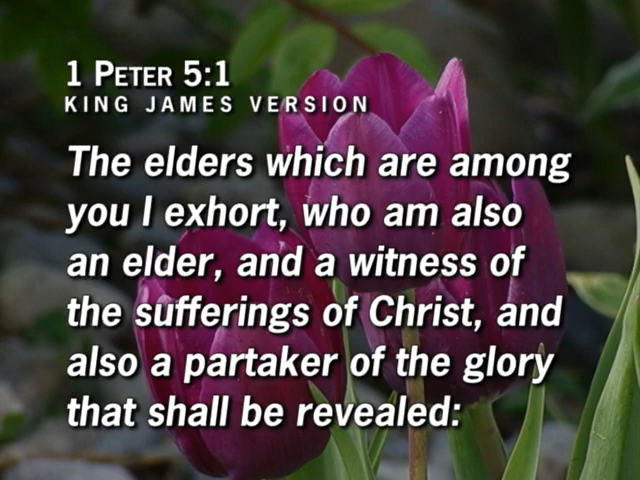 1 Peter 5:1
KING JAMES VERSION
The elders which are among
you I exhort, who am also
an elder, and a witness of
the sufferings of Christ, and
also a partaker of the glory
that shall be revealed: